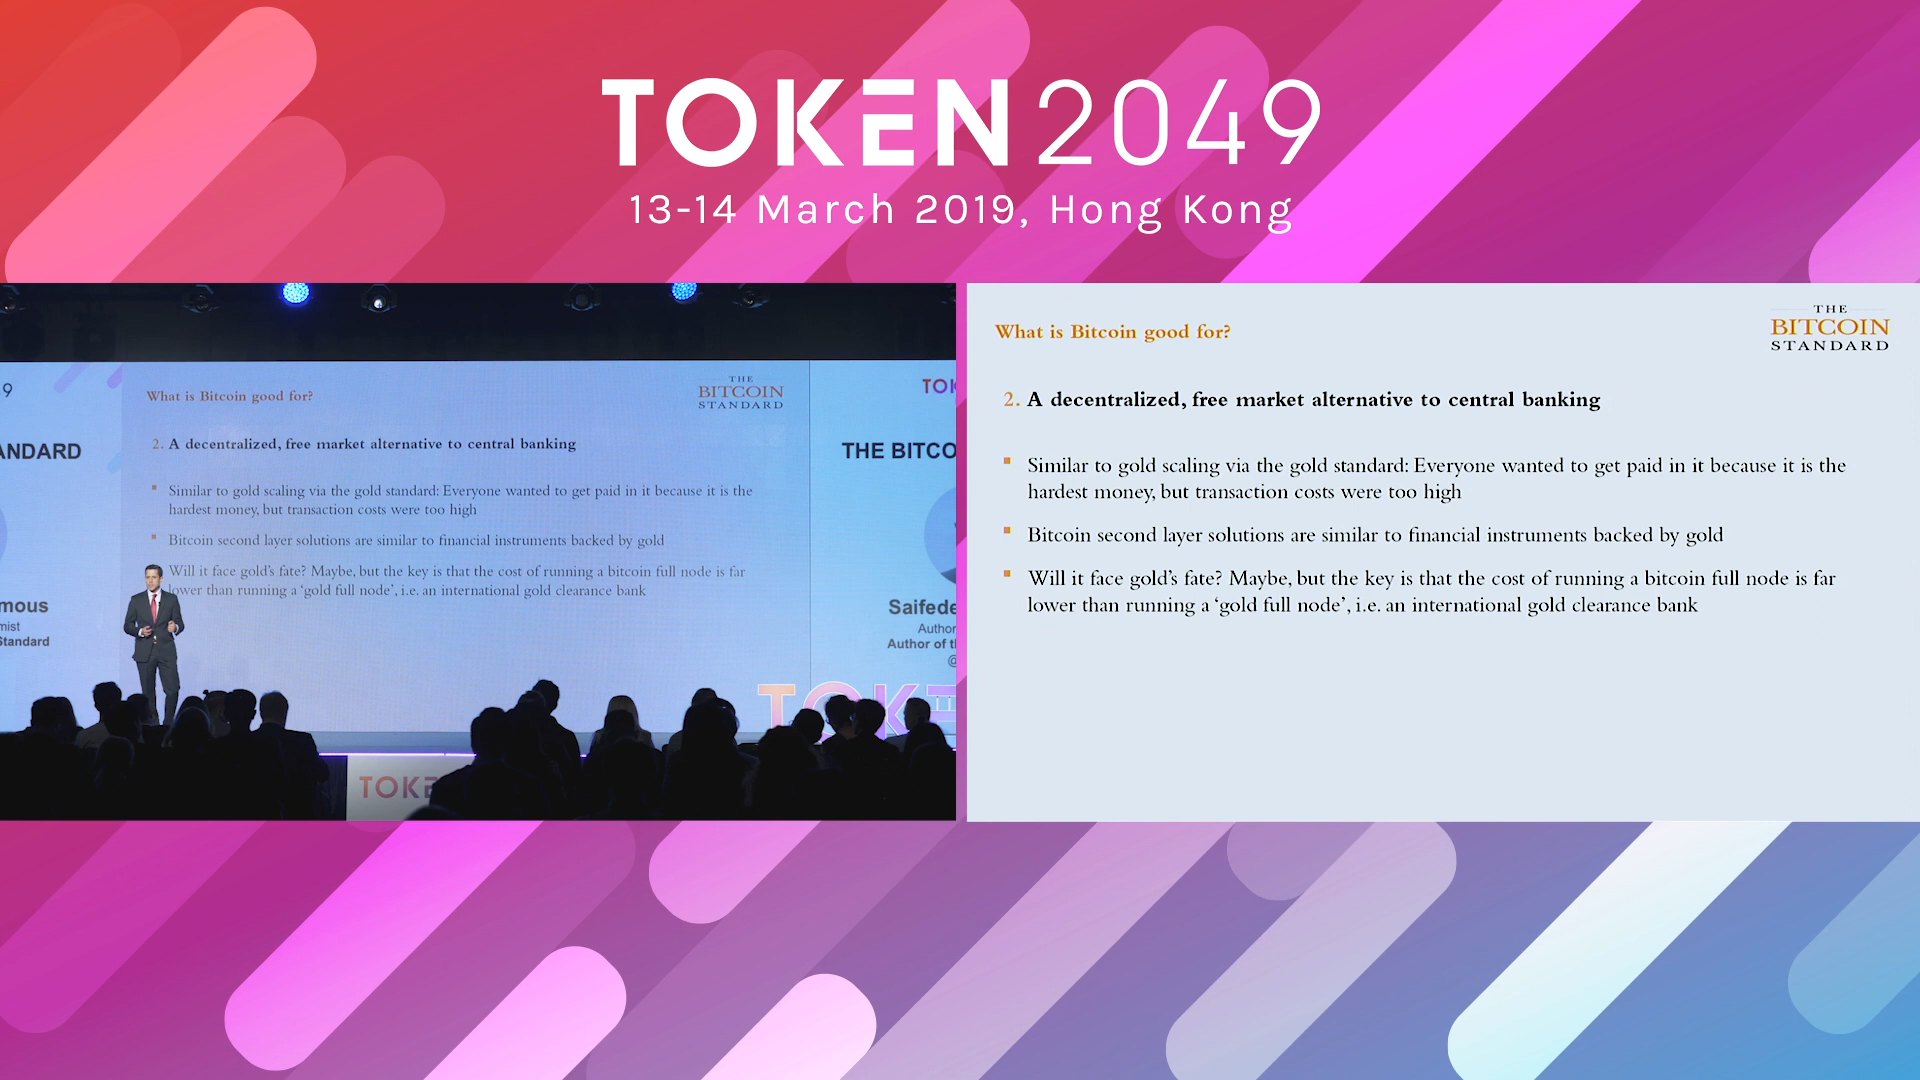 TOKEN2049
13-14 March 2019, Hong Kong
9
ANDARD
mous
mist
Standard
What is Bitcoin good for?
THE
BITCOIN
STANDARD
2. A decentralized, free market alternative to central banking
Similar to gold scaling via the gold standard: Everyone wanted to get paid in it because it is the
hardest money, but transaction costs were too high
Bitcoin second layer solutions are similar to financial instruments backed by gold
Will it face gold's fate? Maybe, but the key is that the cost of running a bitcoin full node is far
lower than running a 'gold full node', i.e. an international gold clearance bank
TOK
THE BITCO
Saifede
Author
Author of th
@
TOKE
TOKE
What is Bitcoin good for?
THE
BITCOIN
STANDARD
2. A decentralized, free market alternative to central banking
Similar to gold scaling via the gold standard: Everyone wanted to get paid in it because it is the
hardest money, but transaction costs were too high
Bitcoin second layer solutions are similar to financial instruments backed by gold
Will it face gold's fate? Maybe, but the key is that the cost of running a bitcoin full node is far
lower than running a 'gold full node', i.e. an international gold clearance bank